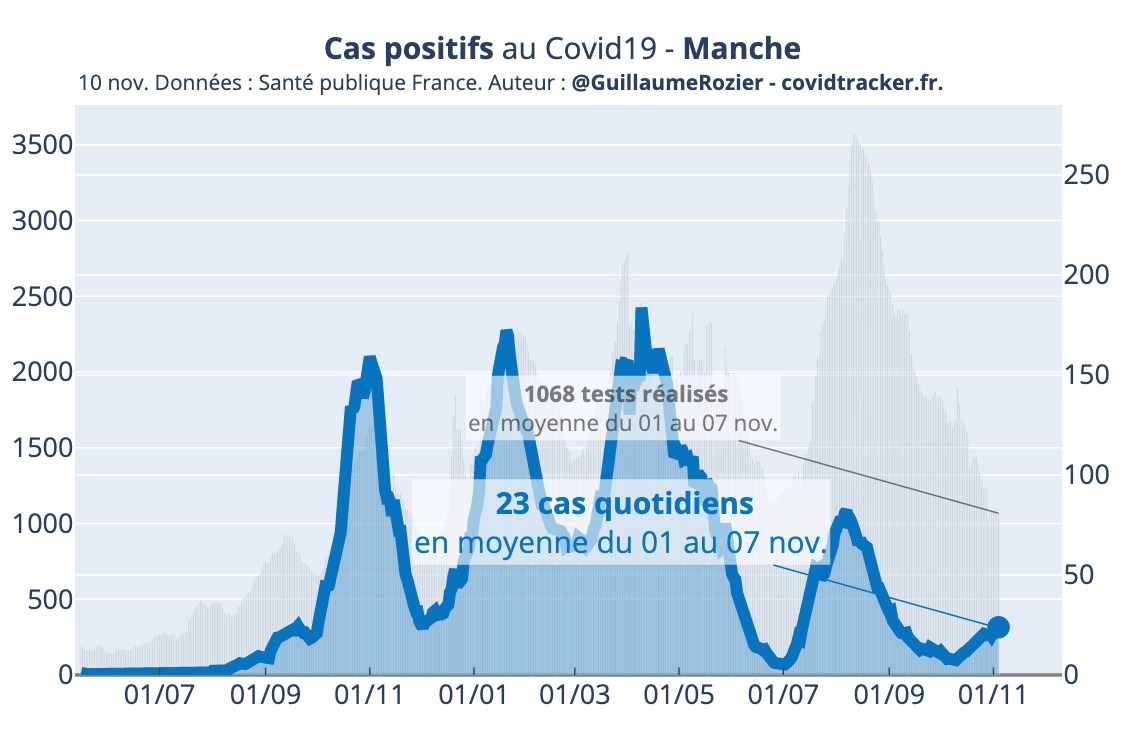 Cas positifs au Covid19 - Manche
10 nov. Données : Santé publique France. Auteur : @GuillaumeRozier - covidtracker.fr.
3500
3000
2500
2000
1500
1000
500
0
250
200
150
100
50
0
1068 tests réalisés
en moyenne du 01 au 07 nov.
23 cas quotidiens
en moyenne du 01 au 07 nov.
01/07 01/09 01/11 01/01 01/03 01/05 01/07 01/09 01/11